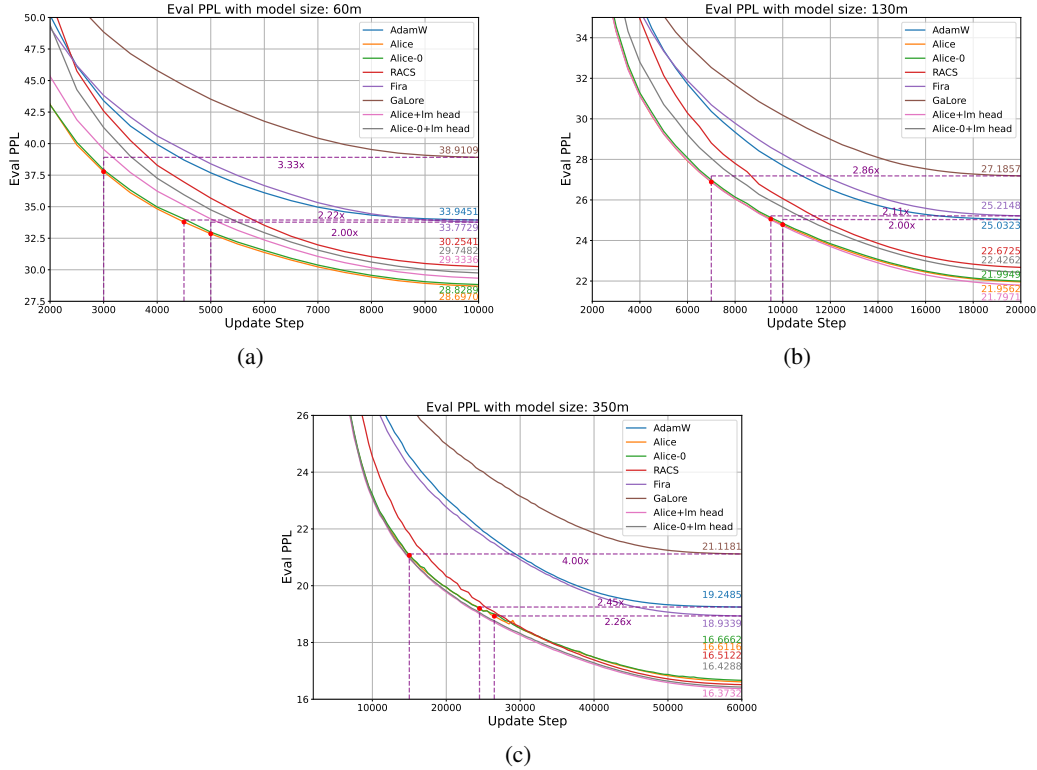 Eval PPL with model size: 60m
50.0
47.5
45.0
42.5
40.0
37.5
35.0
32.5
30.0
27.5
Eval PPL
AdamW
Alice
Alice-0
RACS
Fira
GaLore
Alice+lm head
Alice-0+lm head
38.9109
3.33x
33.9451
2.22x
33.7729
2.00x
30.2541
29.7482
29.3336
28.8289
28.6970
2000
3000
4000
5000
6000
7000
8000
9000
10000
Update Step
(a)
Eval PPL with model size: 130m
34
32
30
28
26
24
22
Eval PPL
AdamW
Alice
Alice-0
RACS
Fira
GaLore
Alice+lm head
Alice-0+lm head
27.1857
2.86x
25.2148
2.11x
25.0323
2.00x
22.6725
22.4262
21.9949
21.9562
21.7971
2000
4000
6000
8000
10000
12000
14000
16000
18000
20000
Update Step
(b)
Eval PPL with model size: 350m
26
24
22
20
18
16
Eval PPL
AdamW
Alice
Alice-0
RACS
Fira
GaLore
Alice+lm head
Alice-0+lm head
21.1181
4.00x
19.2485
2.45x
18.9339
2.26x
16.6662
16.6116
16.5122
16.4288
16.3732
10000
20000
30000
40000
50000
60000
Update Step
(c)